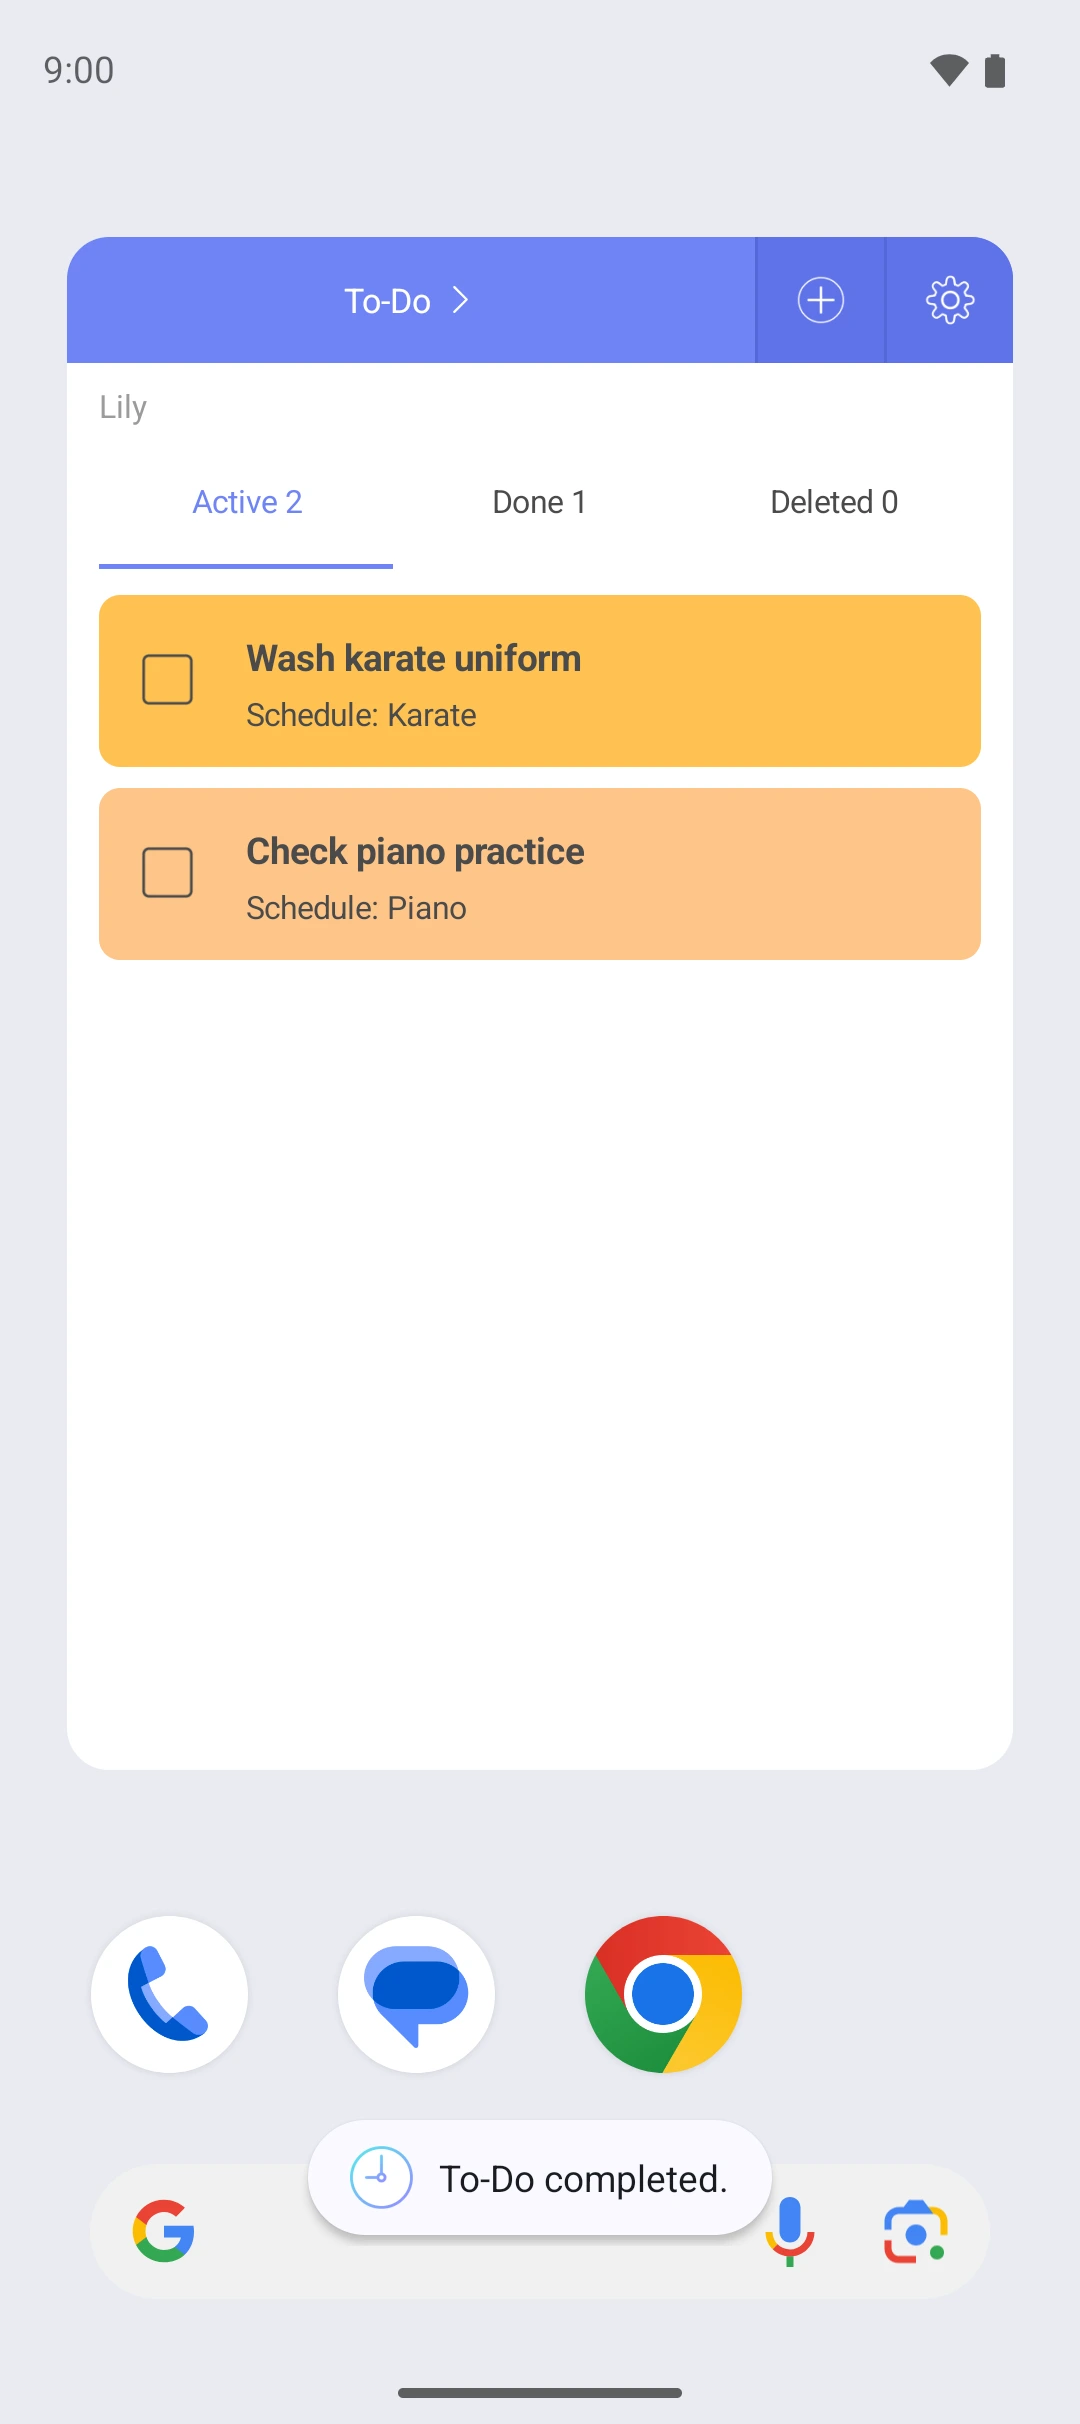 9:00
To-Do
Lily
Active 2
Done 1
Deleted 0
Wash karate uniform
Schedule: Karate
Check piano practice
Schedule: Piano
To-Do completed.